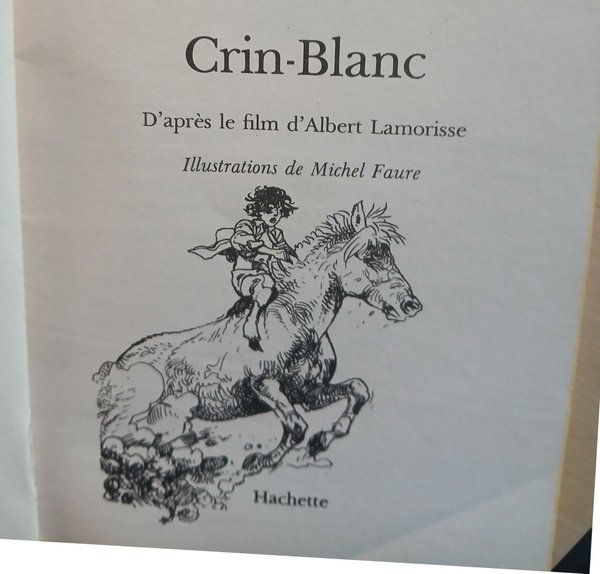 Crin-Blanc
D'après le film d'Albert Lamorisse
Illustrations de Michel Faure
Hachette